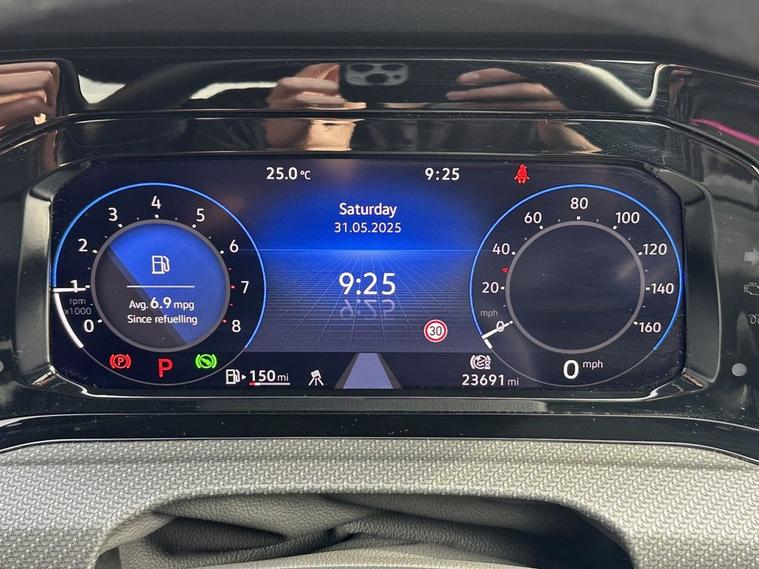 25.0 °C
9:25
Saturday
31.05.2025
9:25
30
8
7
6
5
4
3
2
1
0
rpm
x1000
Avg. 6.9 mpg
Since refuelling
P
P
150 mi
23691 mi
0
20
40
60
80
100
120
140
160
mph
0 mph